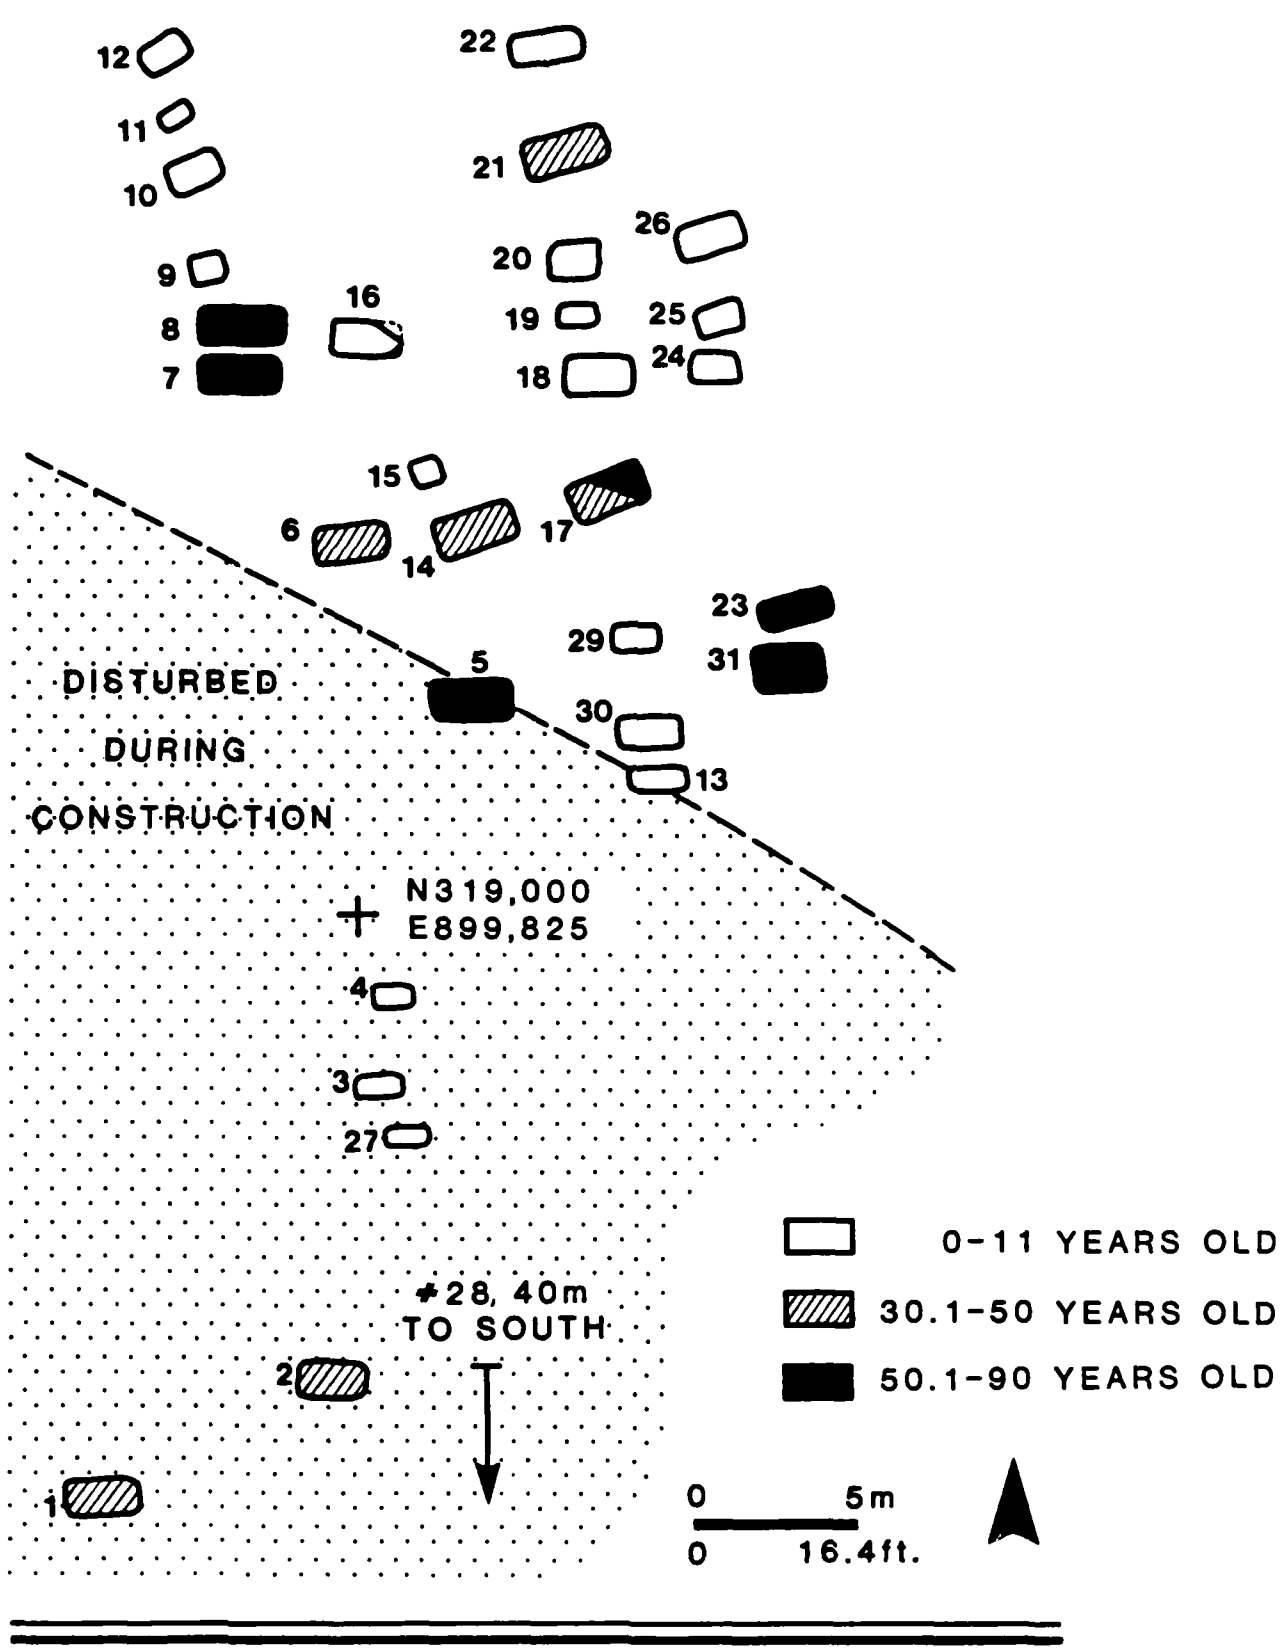 12
22
11
21
10
26
20
9
16
19
25
8
24
7
18
15
6
17
14
23
29
31
5
DISTURBED
30
DURING
13
CONSTRUCTION
N319,000
E899,825
4
3
27
0-11 YEARS OLD
#28, 40m
30.1-50 YEARS OLD
TO SOUTH
2
50.1-90 YEARS OLD
1
0 5m
0 16.4ft.